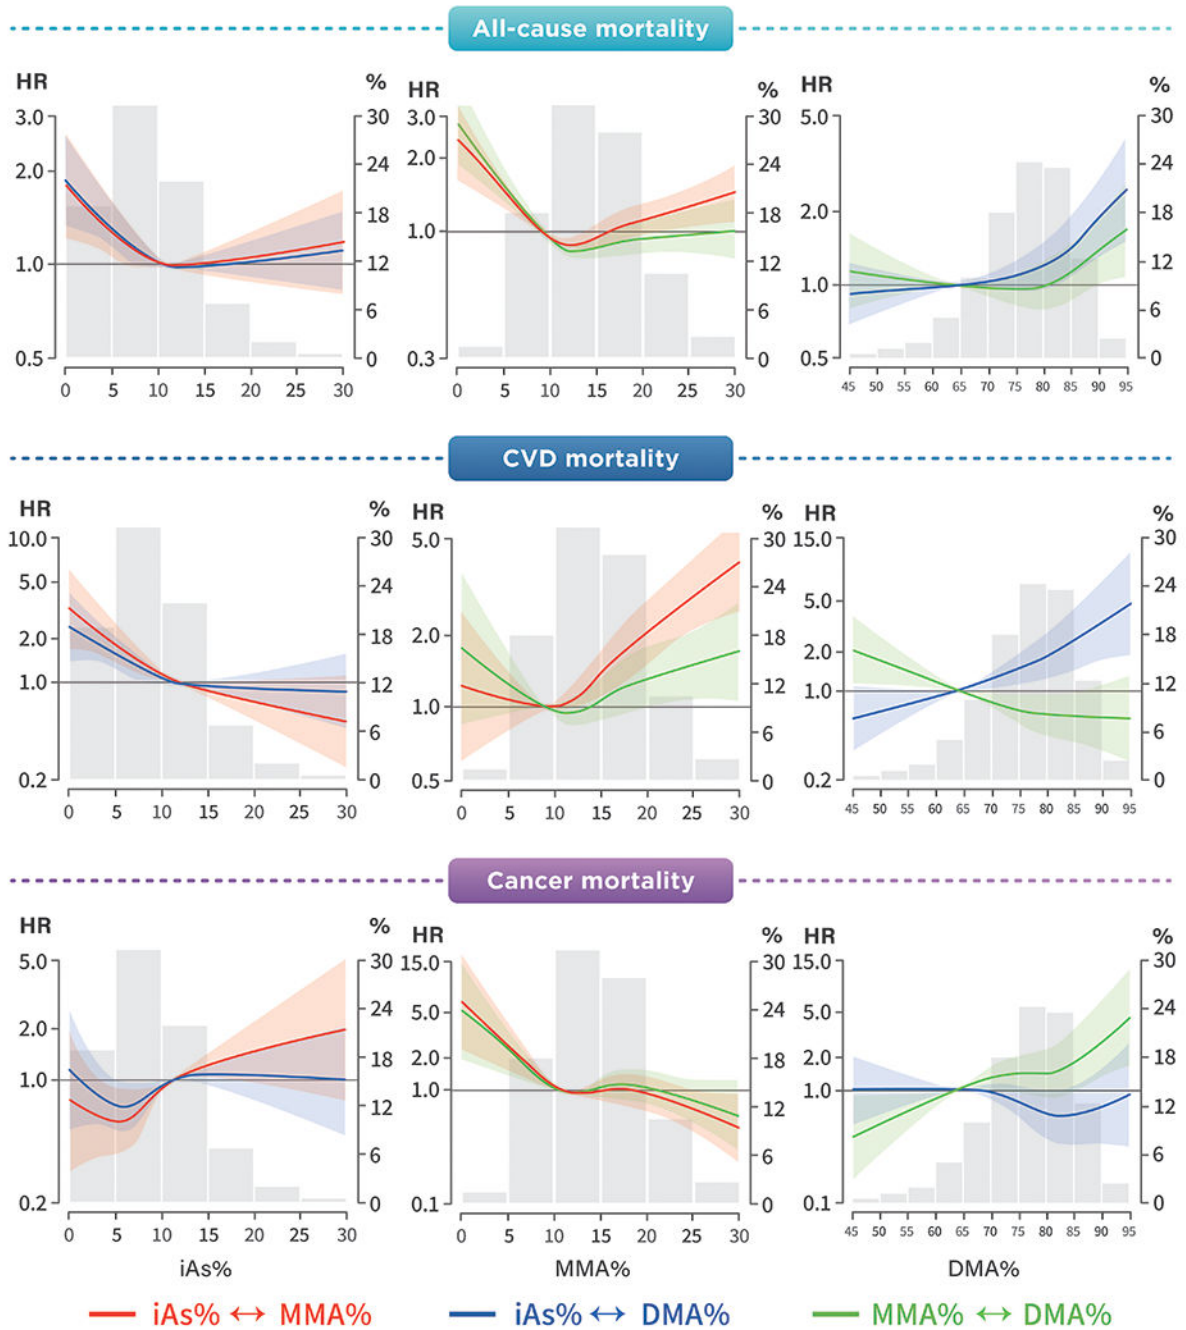 All-cause mortality
HR % HR % HR %
3.0 30 3.0 30 5.0 30
24 24 24
2.0 2.0 2.0
18 18 18
1.0 12 1.0 12 1.0 12
6 6 6
0.5 0 0.3 0 0.5 0
0 5 10 15 20 25 30 0 5 10 15 20 25 30 45 50 55 60 65 70 75 80 85 90 95
CVD mortality
HR % HR % HR %
10.0 30 5.0 30 15.0 30
5.0 24 24 5.0 24
2.0 18 2.0 18 2.0 18
1.0 12 1.0 12 1.0 12
6 6 6
0.2 0 0.5 0 0.2 0
0 5 10 15 20 25 30 0 5 10 15 20 25 30 45 50 55 60 65 70 75 80 85 90 95
Cancer mortality
HR % HR % HR %
5.0 30 15.0 30 15.0 30
24 5.0 24 5.0 24
2.0 18 2.0 18 2.0 18
1.0 12 1.0 12 1.0 12
6 6 6
0.2 0 0.1 0 0.1 0
0 5 10 15 20 25 30 0 5 10 15 20 25 30 45 50 55 60 65 70 75 80 85 90 95
iAs% MMA% DMA%
iAs% ↔ MMA% iAs% ↔ DMA% MMA% ↔ DMA%